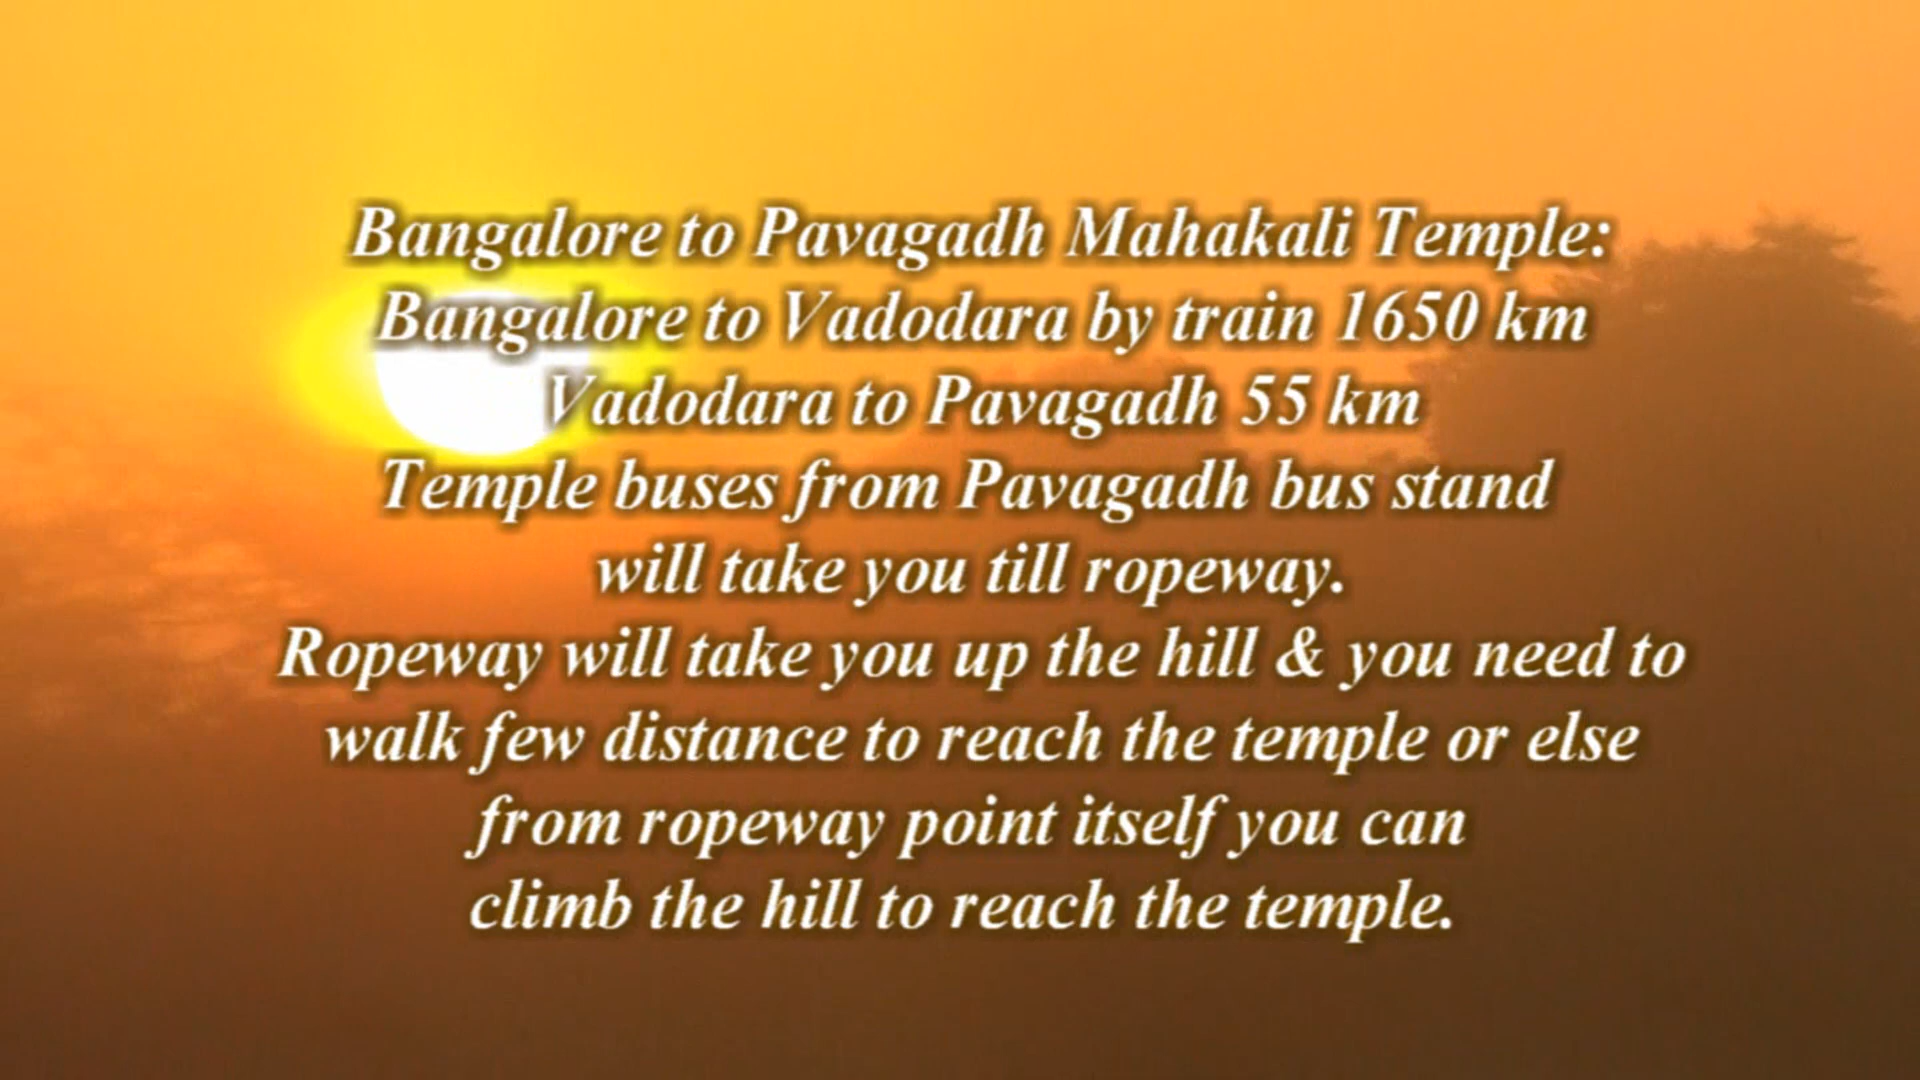 Bangalore to Pavagadh Mahakali Temple:
Bangalore to Vadodara by train 1650 km
Vadodara to Pavagadh 55 km
Temple buses from Pavagadh bus stand
will take you till ropeway.
Ropeway will take you up the hill & you need to
walk few distance to reach the temple or else
from ropeway point itself you can
climb the hill to reach the temple.